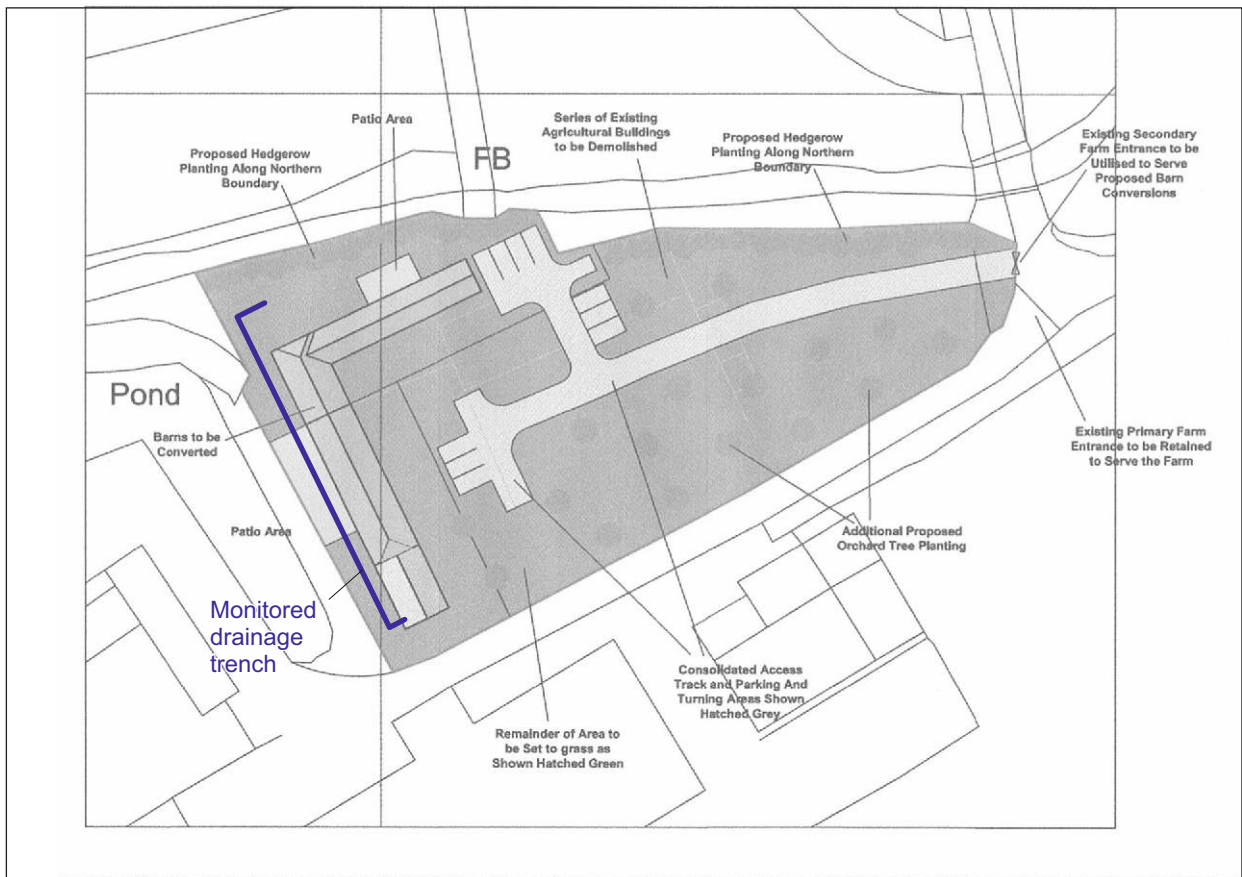 Patio Area
Series of Existing
Agricultural Buildings
to be Demolished
Proposed Hedgerow
Planting Along Northern
Boundary
FB
Proposed Hedgerow
Planting Along Northern
Boundary
Existing Secondary
Farm Entrance to be
Utilised to Serve
Proposed Barn
Conversions
Pond
Barns to be
Converted
Existing Primary Farm
Entrance to be Retained
to Serve the Farm
Patio Area
Additional Proposed
Orchard Tree Planting
Monitored
drainage
trench
Consolidated Access
Track and Parking And
Turning Areas Shown
Hatched Grey
Remainder of Area to
be Set to grass as
Shown Hatched Green